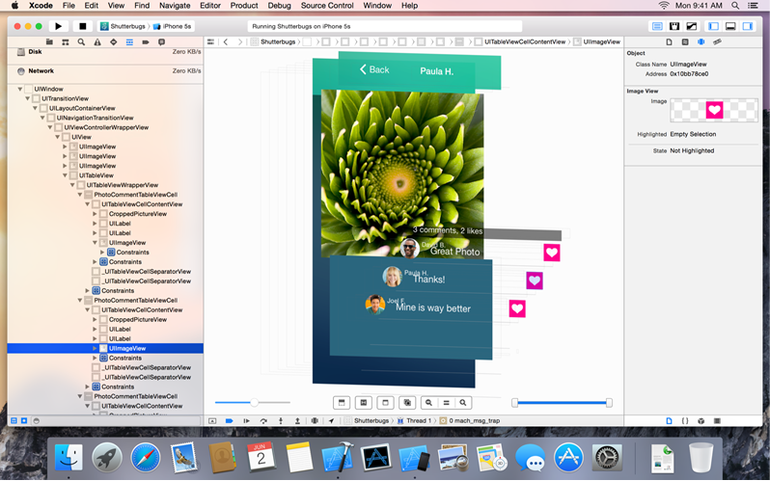 Xcode File Edit View Find Navigate Editor Product Debug Source Control Window Help
Mon 9:41 AM
Shutterbugs iPhone 5s
Running Shutterbugs on iPhone 5s
Disk Zero KB/s
Network Zero KB/s
Shutterbugs
UITableViewCellContentView
UIImageView
UIWindow
UITransitionView
UILayoutContainerView
UINavigationTransitionView
UIViewControllerWrapperView
UIView
UIImageView
UIImageView
UIImageView
UITableView
UITableViewWrapperView
PhotoCommentTableViewCell
UITableViewCellContentView
CroppedPictureView
UILabel
UILabel
UIImageView
Constraints
Constraints
_UITableViewCellSeparatorView
_UITableViewCellSeparatorView
Constraints
PhotoCommentTableViewCell
UITableViewCellContentView
CroppedPictureView
UILabel
UILabel
UIImageView
Constraints
_UITableViewCellSeparatorView
_UITableViewCellSeparatorView
Constraints
PhotoCommentTableViewCell
UITableViewCellContentView
Back Paula H.
3 comments, 2 likes
Great Photo
Paula H.
Thanks!
Joel F.
Mine is way better
Object
Class Name UIImageView
Address 0x10bb78ce0
Image View
Image
Highlighted Empty Selection
State Not Highlighted
Shutterbugs Thread 1 0 mach_msg_trap
JUN
2